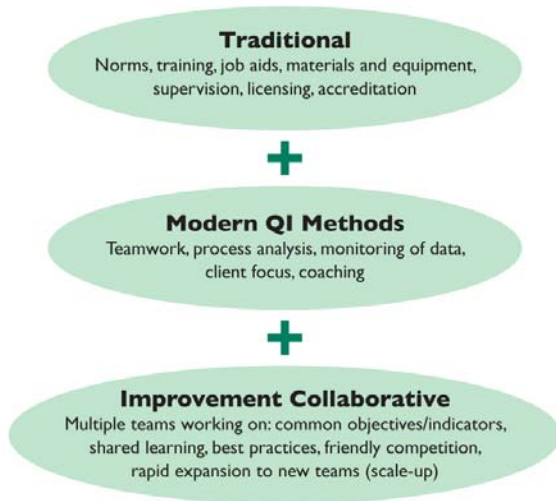 Traditional
Norms, training, job aids, materials and equipment,
supervision, licensing, accreditation
+
Modern QI Methods
Teamwork, process analysis, monitoring of data,
client focus, coaching
+
Improvement Collaborative
Multiple teams working on: common objectives/indicators,
shared learning, best practices, friendly competition,
rapid expansion to new teams (scale-up)